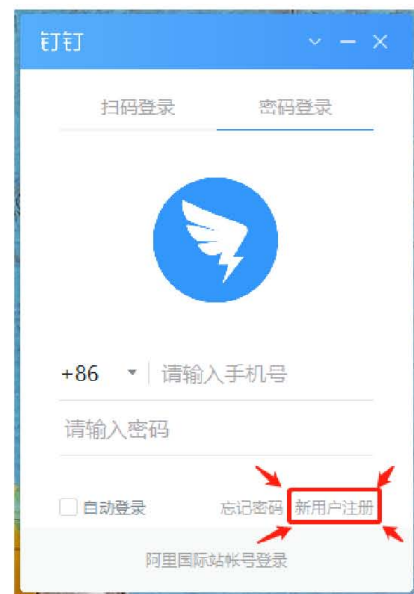 钉钉
扫码登录 密码登录
+86 请输入手机号
请输入密码
自动登录 忘记密码 新用户注册
阿里国际站帐号登录